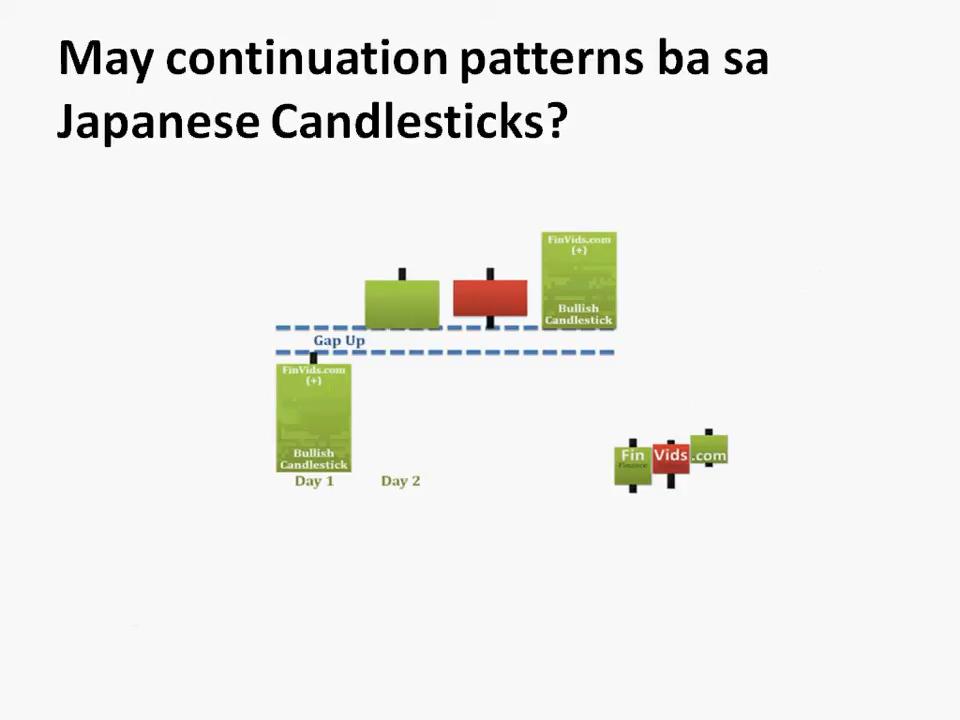 May continuation patterns ba sa
Japanese Candlesticks?
FinVids.com
(+)
Bullish
Candlestick
Gap Up
FinVids.com
(+)
Bullish
Candlestick
Day 1 Day 2
Fin Vids .com
Finance